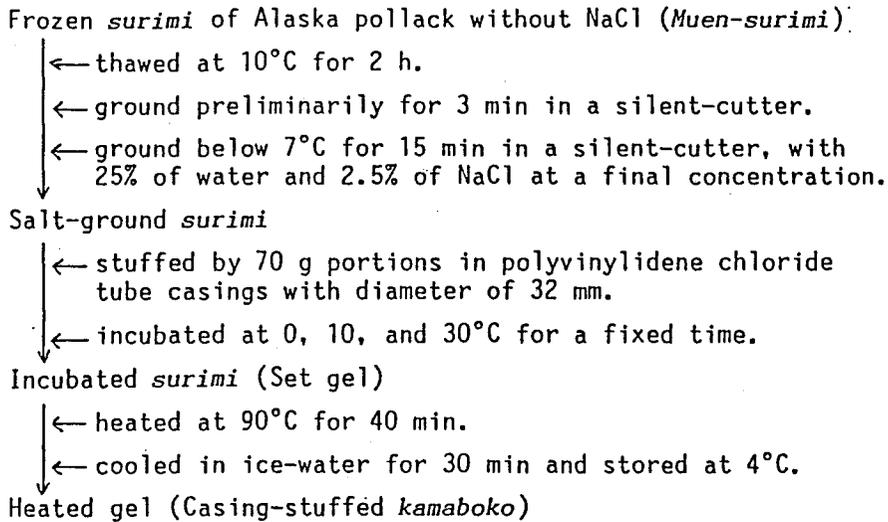 Frozen surimi of Alaska pollack without NaCl (Muen-surimi)
thawed at 10°C for 2 h.
ground preliminarily for 3 min in a silent-cutter.
ground below 7°C for 15 min in a silent-cutter, with
25% of water and 2.5% of NaCl at a final concentration.
Salt-ground surimi
stuffed by 70 g portions in polyvinylidene chloride
tube casings with diameter of 32 mm.
incubated at 0, 10, and 30°C for a fixed time.
Incubated surimi (Set gel)
heated at 90°C for 40 min.
cooled in ice-water for 30 min and stored at 4°C.
Heated gel (Casing-stuffed kamaboko)